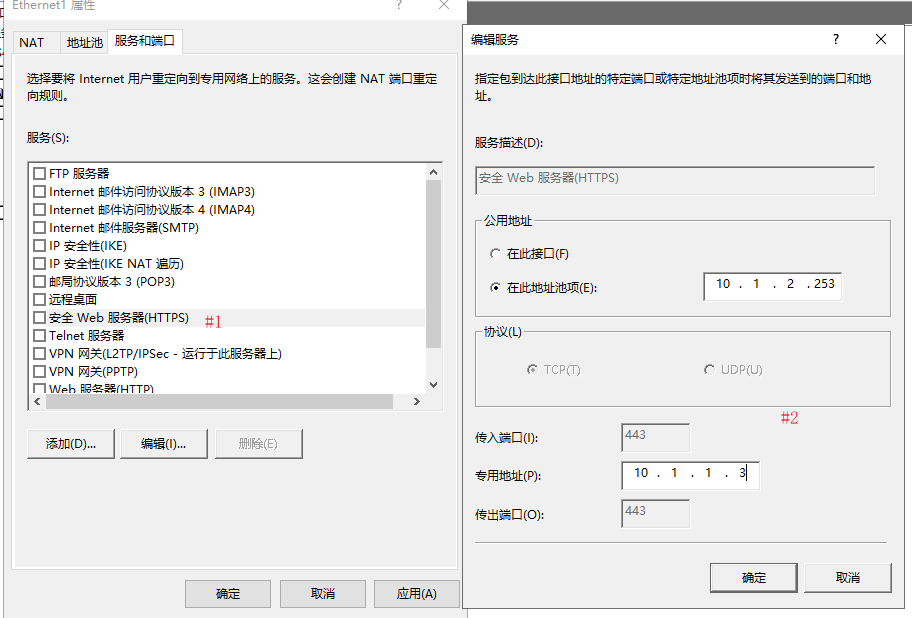 Ethernet1 属性
NAT
地址池
服务和端口
选择要将 Internet 用户重定向到专用网络上的服务。这会创建 NAT 端口重定
向规则。
服务(S):
FTP 服务器
Internet 邮件访问协议版本 3 (IMAP3)
Internet 邮件访问协议版本 4 (IMAP4)
Internet 邮件服务器(SMTP)
IP 安全性(IKE)
IP 安全性(IKE NAT 遍历)
邮局协议版本 3 (POP3)
远程桌面
安全 Web 服务器(HTTPS)
#1
Telnet 服务器
VPN 网关(L2TP/IPSec - 运行于此服务器上)
VPN 网关(PPTP)
Web 服务器(HTTP)
添加(D)...
编辑(I)...
删除(E)
确定
取消
应用(A)
编辑服务
指定包到达此接口地址的特定端口或特定地址池项时将其发送到的端口和地
址。
服务描述(D):
安全 Web 服务器(HTTPS)
公用地址
在此接口(F)
在此地址池项(E):
10 . 1 . 2 . 253
协议(L)
TCP(T)
UDP(U)
#2
传入端口(I):
443
专用地址(P):
10 . 1 . 1 . 3
传出端口(O):
443
确定
取消